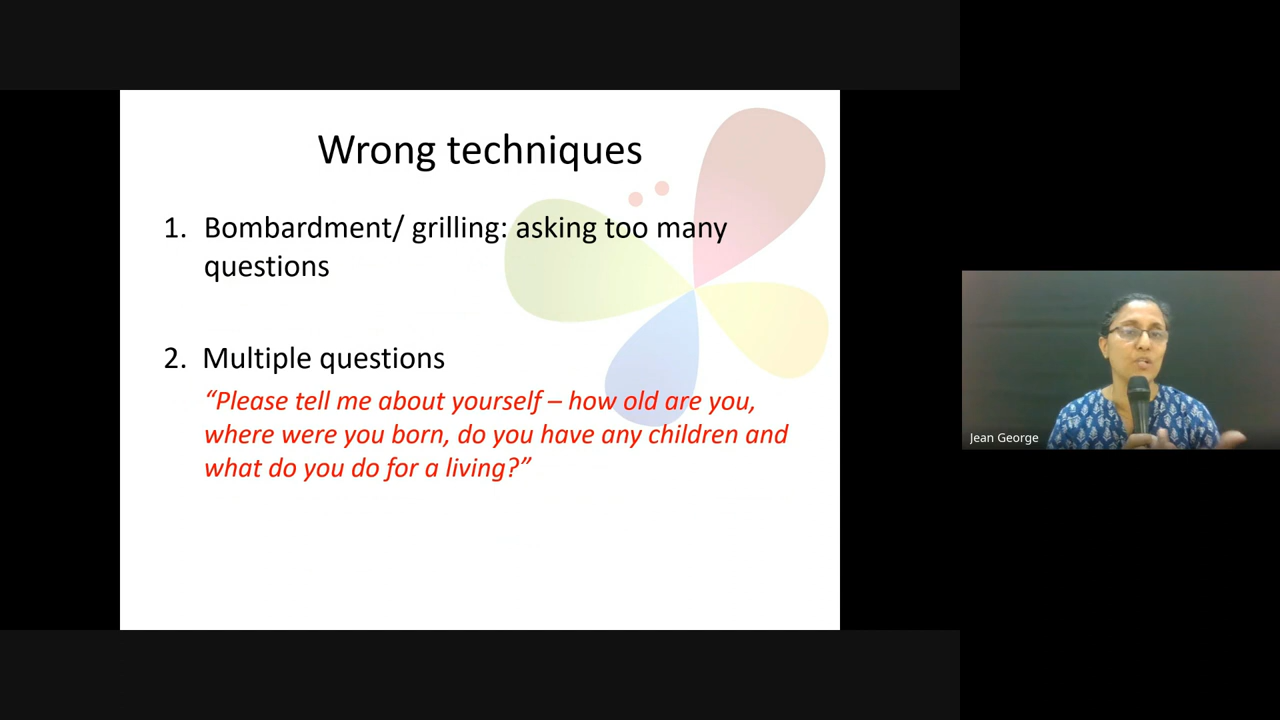 Wrong techniques
1. Bombardment/ grilling: asking too many
questions
2. Multiple questions
“Please tell me about yourself – how old are you,
where were you born, do you have any children and
what do you do for a living?”
Jean George